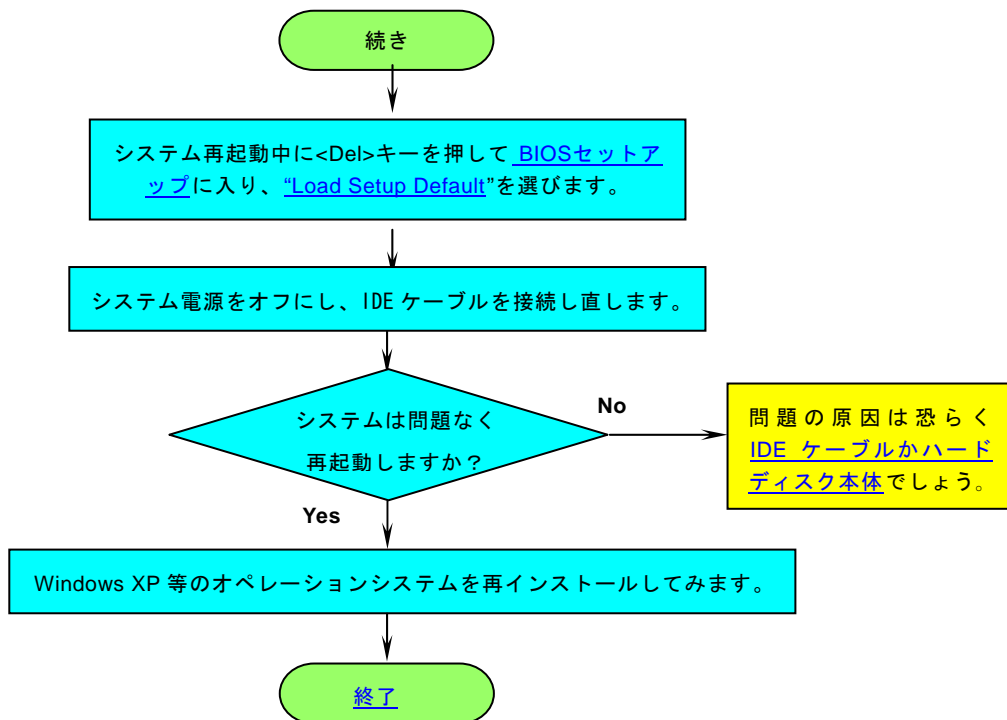 続き
システム再起動中に<Del>キーを押して BIOSセットア
ップに入り、“Load Setup Default”を選びます。
システム電源をオフにし、IDE ケーブルを接続し直します。
システムは問題なく
再起動しますか？
No
問題の原因は恐らく
IDE ケーブルかハード
ディスク本体でしょう。
Yes
Windows XP 等のオペレーションシステムを再インストールしてみます。
終了